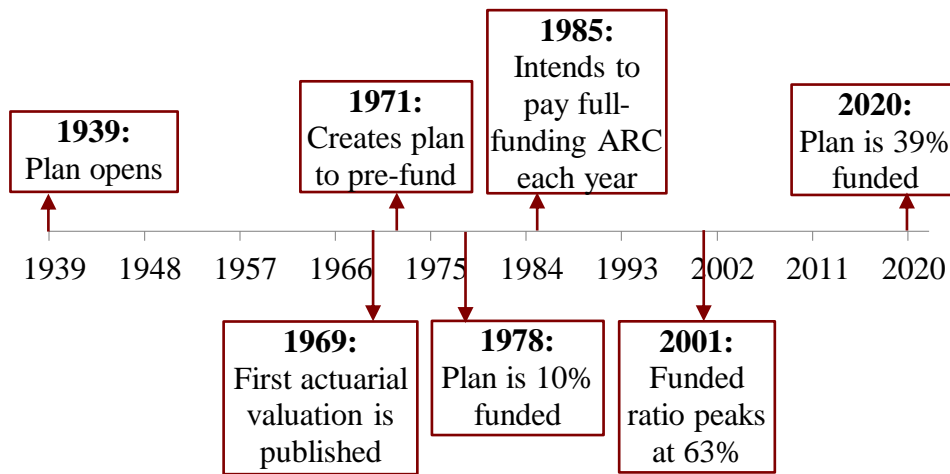 1985:
Intends to
pay full-
funding ARC
each year
1971:
Creates plan
to pre-fund
2020:
Plan is 39%
funded
1939:
Plan opens
1939 1948 1957 1966 1975 1984 1993 2002 2011 2020
1969:
First actuarial
valuation is
published
1978:
Plan is 10%
funded
2001:
Funded
ratio peaks
at 63%